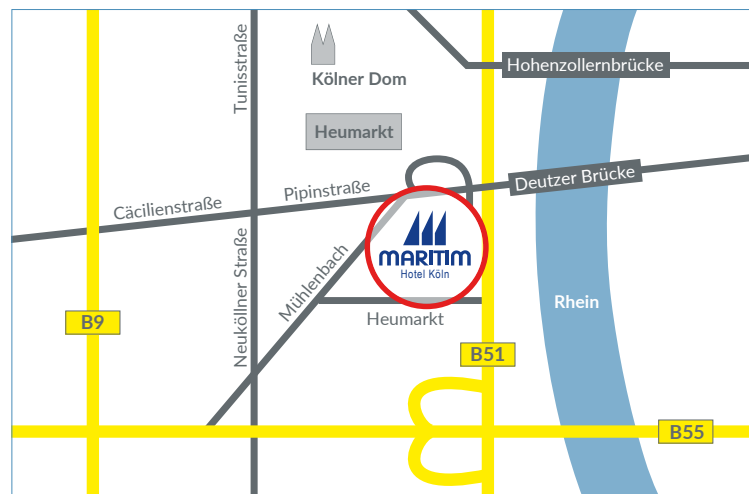 Tunisstraße
Kölner Dom
Hohenzollernbrücke
Heumarkt
Cäcilienstraße
Pipinstraße
Deutzer Brücke
MARITIM
Hotel Köln
Neuköllner Straße
Mühlenbach
Heumarkt
Rhein
B9
B51
B55